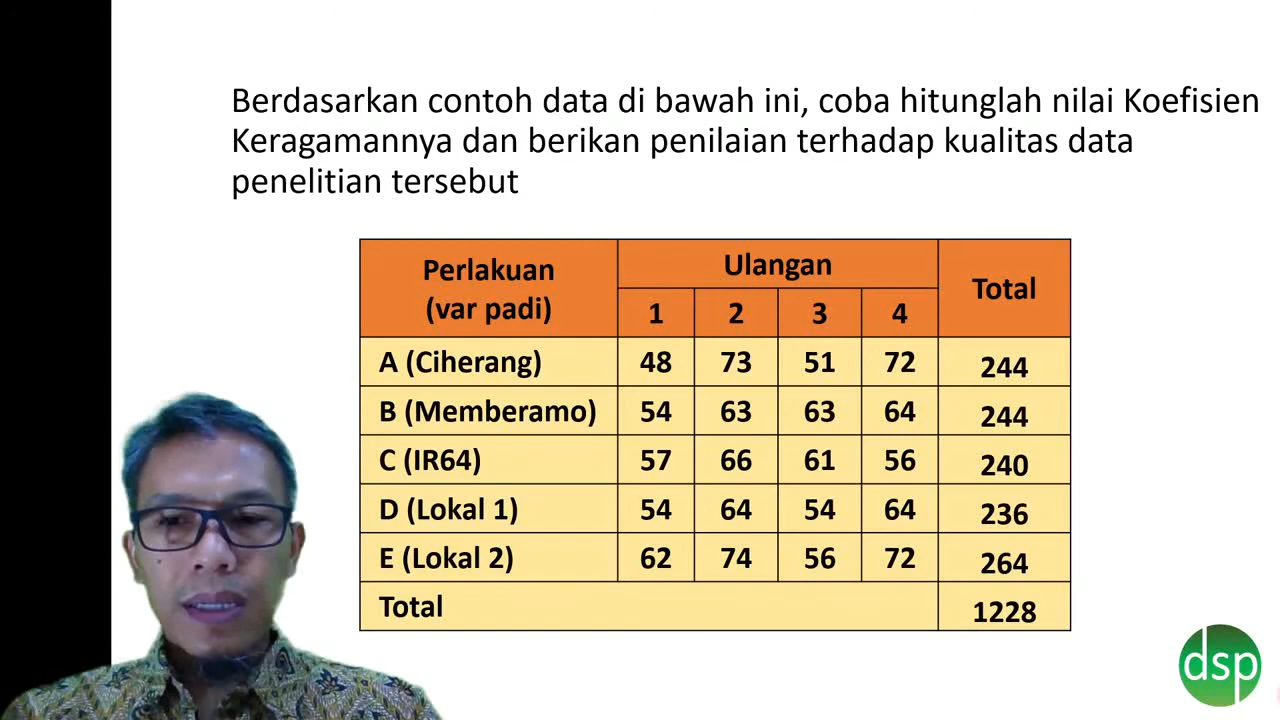 Berdasarkan contoh data di bawah ini, coba hitunglah nilai Koefisien
Keragamannya dan berikan penilaian terhadap kualitas data
penelitian tersebut
Perlakuan (var padi) Ulangan Total
1 2 3 4
A (Ciherang) 48 73 51 72 244
B (Memberamo) 54 63 63 64 244
C (IR64) 57 66 61 56 240
D (Lokal 1) 54 64 54 64 236
E (Lokal 2) 62 74 56 72 264
Total 1228
dsp